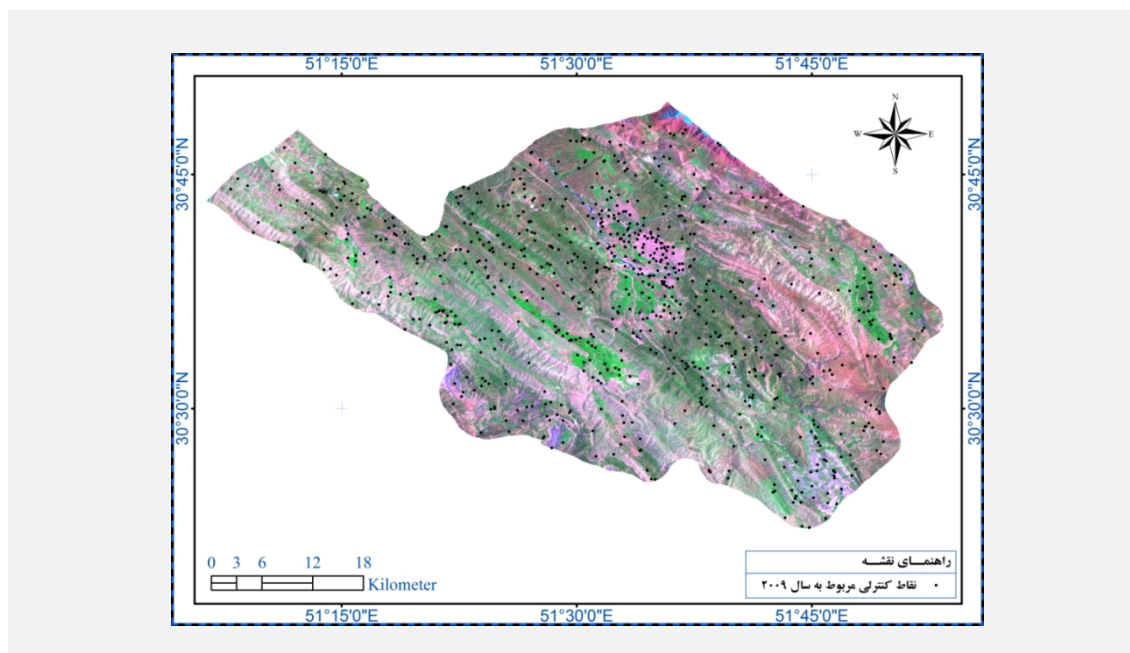 51°15'0"E 51°30'0"E 51°45'0"E
N
W E
S
30°45'0"N 30°45'0"N
30°30'0"N 30°30'0"N
0 3 6 12 18
Kilometer
راهنمــای نقشــه
نقاط کنترلی مربوط به سال ۲۰۰۹
51°15'0"E 51°30'0"E 51°45'0"E